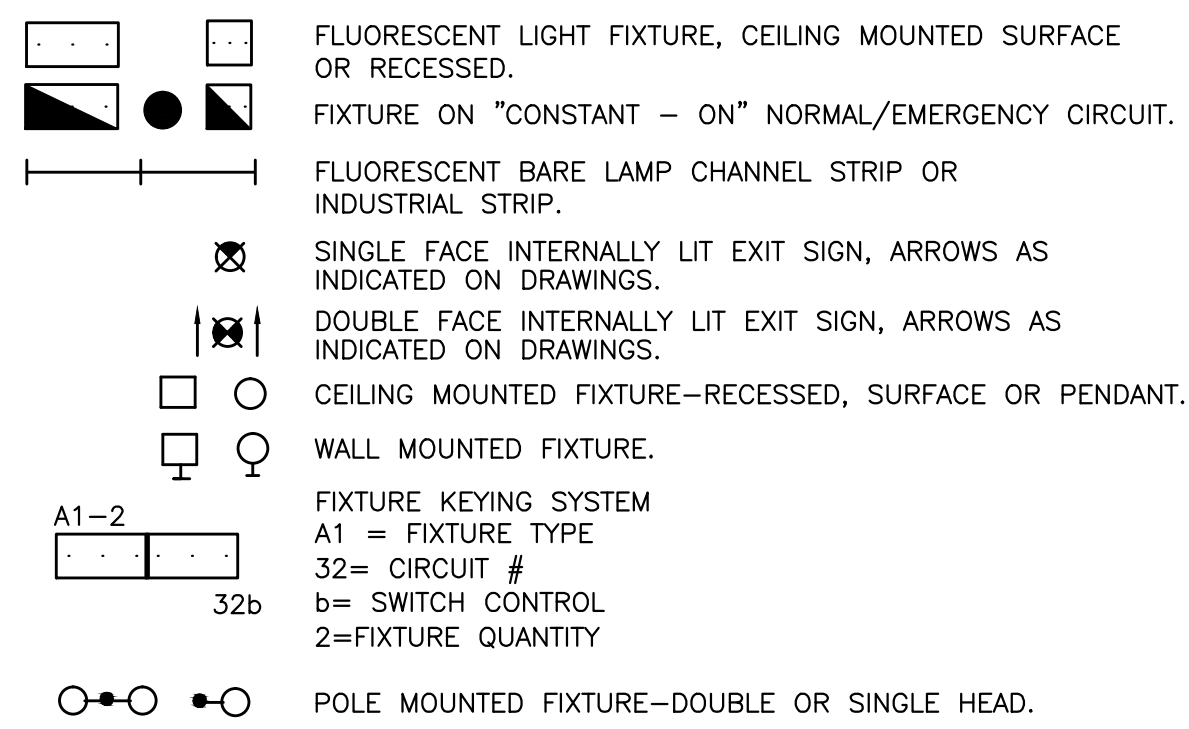 FLUORESCENT LIGHT FIXTURE, CEILING MOUNTED SURFACE
OR RECESSED.
FIXTURE ON "CONSTANT – ON" NORMAL/EMERGENCY CIRCUIT.
FLUORESCENT BARE LAMP CHANNEL STRIP OR
INDUSTRIAL STRIP.
SINGLE FACE INTERNALLY LIT EXIT SIGN, ARROWS AS
INDICATED ON DRAWINGS.
DOUBLE FACE INTERNALLY LIT EXIT SIGN, ARROWS AS
INDICATED ON DRAWINGS.
CEILING MOUNTED FIXTURE–RECESSED, SURFACE OR PENDANT.
WALL MOUNTED FIXTURE.
A1–2
32b
FIXTURE KEYING SYSTEM
A1 = FIXTURE TYPE
32= CIRCUIT #
b= SWITCH CONTROL
2=FIXTURE QUANTITY
POLE MOUNTED FIXTURE–DOUBLE OR SINGLE HEAD.